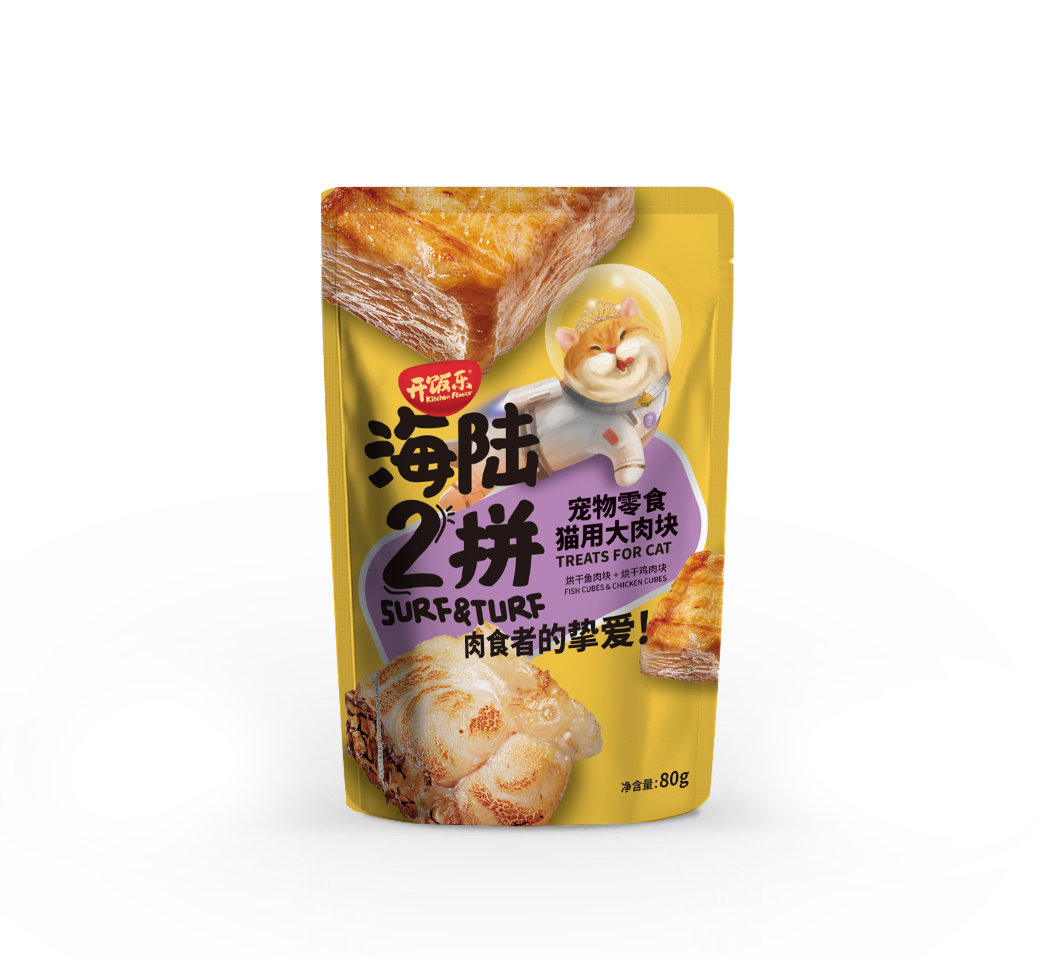 开饭乐®
Kitchen Flavor
海陆
2拼
SURF&TURF
宠物零食
猫用大肉块
TREATS FOR CAT
烘干鱼肉块 + 烘干鸡肉块
FISH CUBES & CHICKEN CUBES
肉食者的挚爱!
净含量:80g